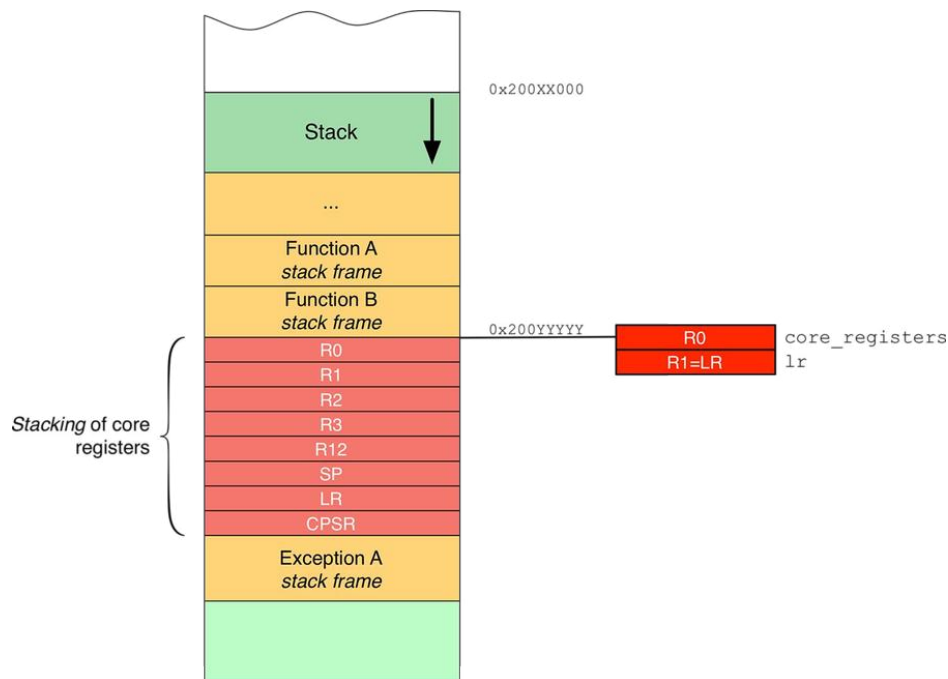 0x200XX000
Stack
...
Function A
stack frame
Function B
stack frame
0x200YYYYY
R0
core_registers
R1=LR
lr
R0
R1
R2
R3
R12
SP
LR
CPSR
Stacking of core
registers
Exception A
stack frame